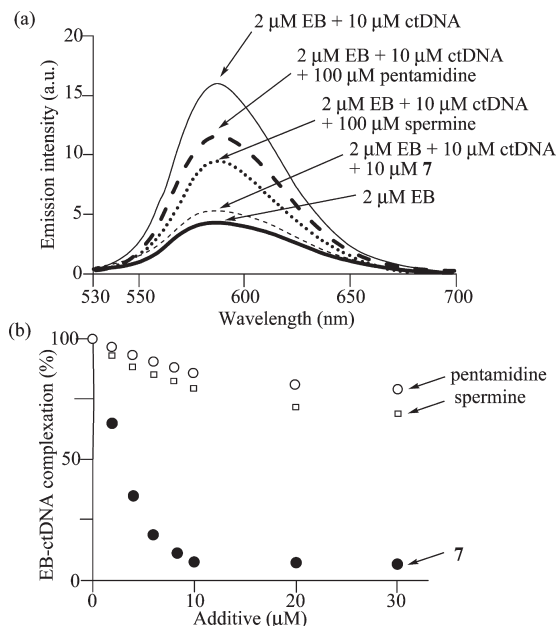 (a)
2 μM EB + 10 μM ctDNA
2 μM EB + 10 μM ctDNA
+ 100 μM pentamidine
2 μM EB + 10 μM ctDNA
+ 100 μM spermine
2 μM EB + 10 μM ctDNA
+ 10 μM 7
2 μM EB
Emission intensity (a.u.)
20
15
10
5
0
530 550 600 650 700
Wavelength (nm)
(b)
EB-ctDNA complexation (%)
100
50
0
pentamidine
spermine
7
0 10 20 30
Additive (μM)